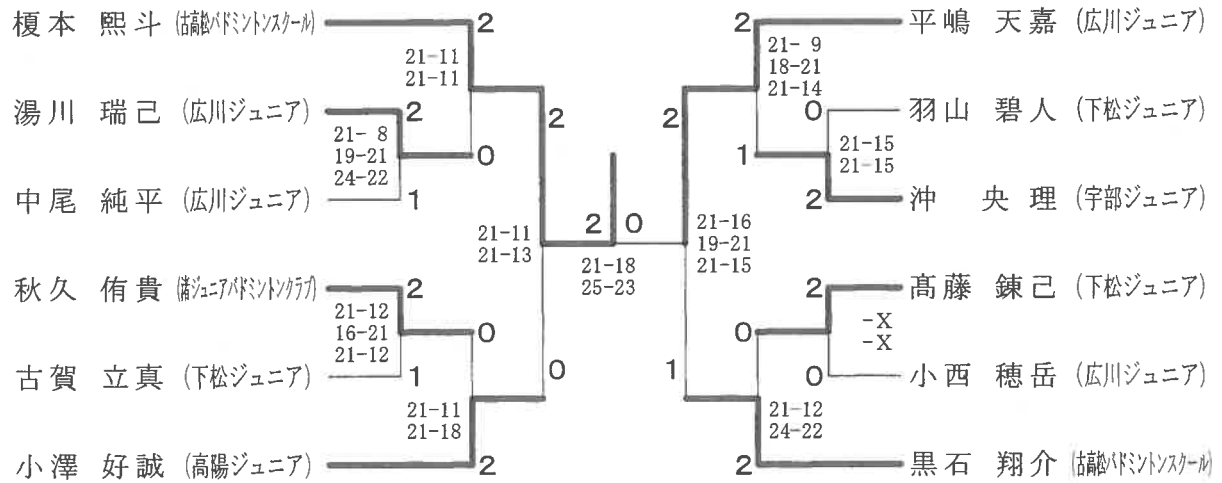 榎本 熙斗 (古高松バドミントンスクール) 2
21-11
21-11
湯川 瑞己 (広川ジュニア) 2
21- 8
19-21
24-22
0
中尾 純平 (広川ジュニア) 1
2
21-11
21-13
秋久 侑貴 (渚ジュニアバドミントンクラブ) 2
21-12
16-21
21-12
0
古賀 立真 (下松ジュニア) 1
0
21-11
21-18
小澤 好誠 (高陽ジュニア) 2
2 0
21-18
25-23
2 平嶋 天嘉 (広川ジュニア)
21- 9
18-21
21-14
2
0 羽山 碧人 (下松ジュニア)
21-15
21-15
1
2 沖 央理 (宇部ジュニア)
21-16
19-21
21-15
2 髙藤 錬己 (下松ジュニア)
-X
-X
0
0 小西 穂岳 (広川ジュニア)
1
21-12
24-22
2 黒石 翔介 (古高松バドミントンスクール)